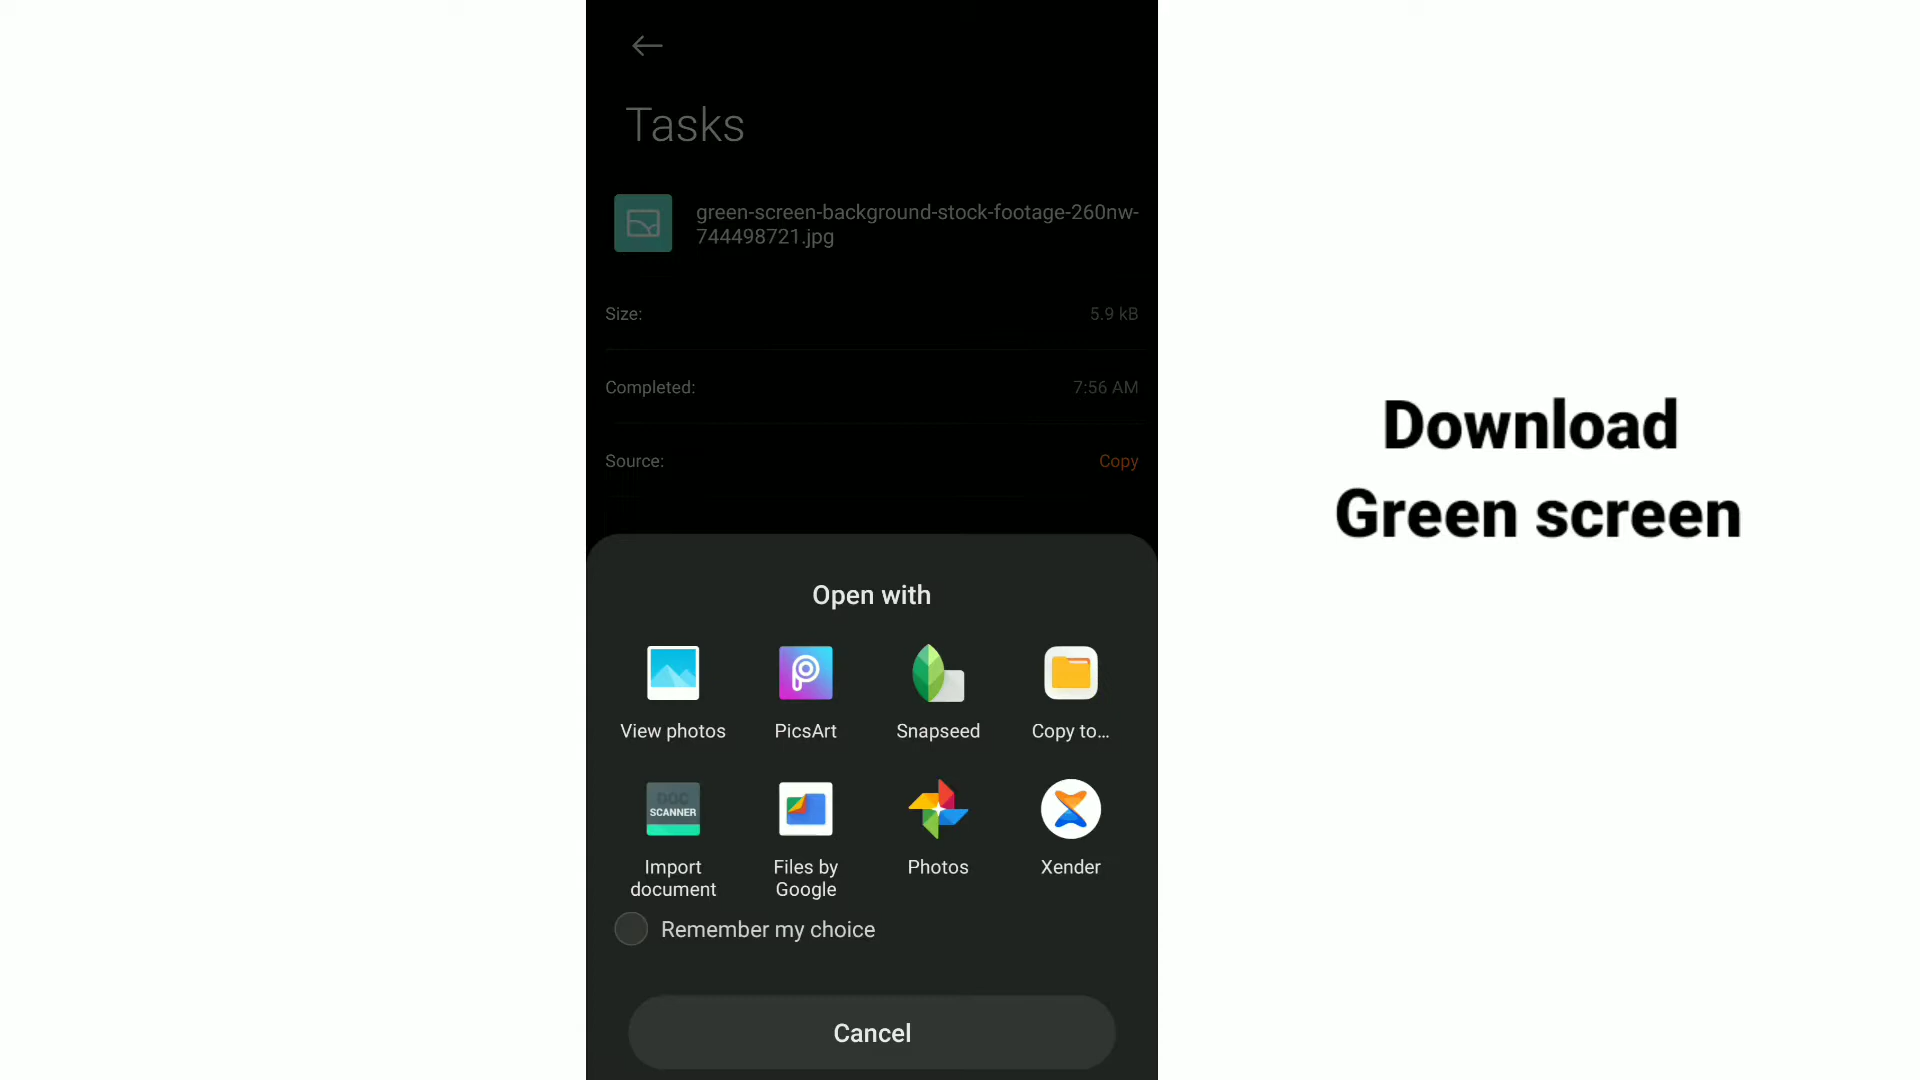 Tasks
green-screen-background-stock-footage-260nw-
744498721.jpg
Size: 5.9 kB
Completed: 7:56 AM
Source: Copy
Download
Green screen
Open with
View photos PicsArt Snapseed Copy to...
DOC
SCANNER
Import Files by Photos Xender
document Google
Remember my choice
Cancel